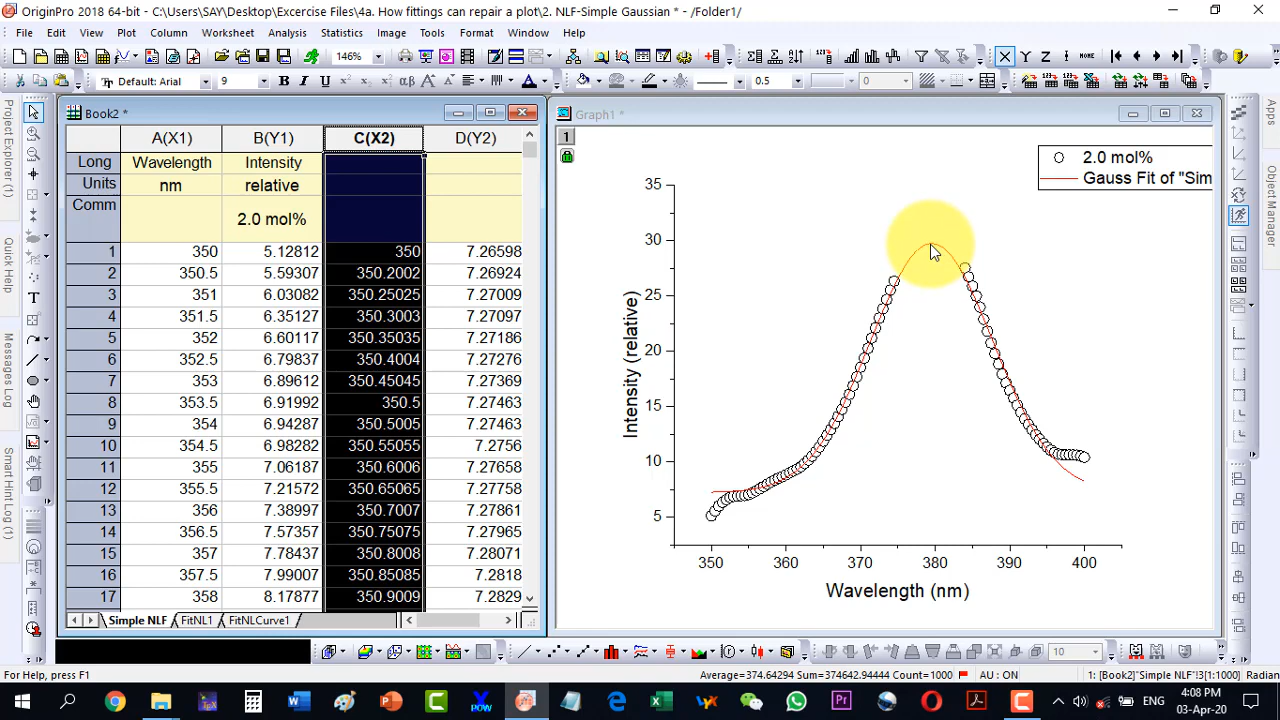 OriginPro 2018 64-bit - C:\Users\SAY\Desktop\Excercise Files\4a. How fittings can repair a plot\2. NLF-Simple Gaussian * - /Folder1/
File Edit View Plot Column Worksheet Analysis Statistics Image Tools Format Window Help
146%
Default: Arial 9 B I U 0.5 0
Project Explorer (1)
Quick Help
Messages Log
Smart Hint Log (1)
Apps
Object Manager
Book2 *
A(X1) B(Y1) C(X2) D(Y2)
Long Wavelength Intensity
Units nm relative
Comm 2.0 mol%
1 350 5.12812 350 7.26598
2 350.5 5.59307 350.2002 7.26924
3 351 6.03082 350.25025 7.27009
4 351.5 6.35127 350.3003 7.27097
5 352 6.60117 350.35035 7.27186
6 352.5 6.79837 350.4004 7.27276
7 353 6.89612 350.45045 7.27369
8 353.5 6.91992 350.5 7.27463
9 354 6.94287 350.5005 7.27463
10 354.5 6.98282 350.55055 7.2756
11 355 7.06187 350.6006 7.27658
12 355.5 7.21572 350.65065 7.27758
13 356 7.38997 350.7007 7.27861
14 356.5 7.57357 350.75075 7.27965
15 357 7.78437 350.8008 7.28071
16 357.5 7.99007 350.85085 7.2818
17 358 8.17877 350.9009 7.2829
Simple NLF FitNL1 FitNLCurve1
Graph1 *
1
2.0 mol%
Gauss Fit of "Sim
35
30
25
20
15
10
5
Intensity (relative)
350 360 370 380 390 400
Wavelength (nm)
10
For Help, press F1
Average=374.64294 Sum=374642.94444 Count=1000
AU : ON
1: [Book2]"Simple NLF"!3[1:1000] Radian
ENG
4:08 PM
03-Apr-20